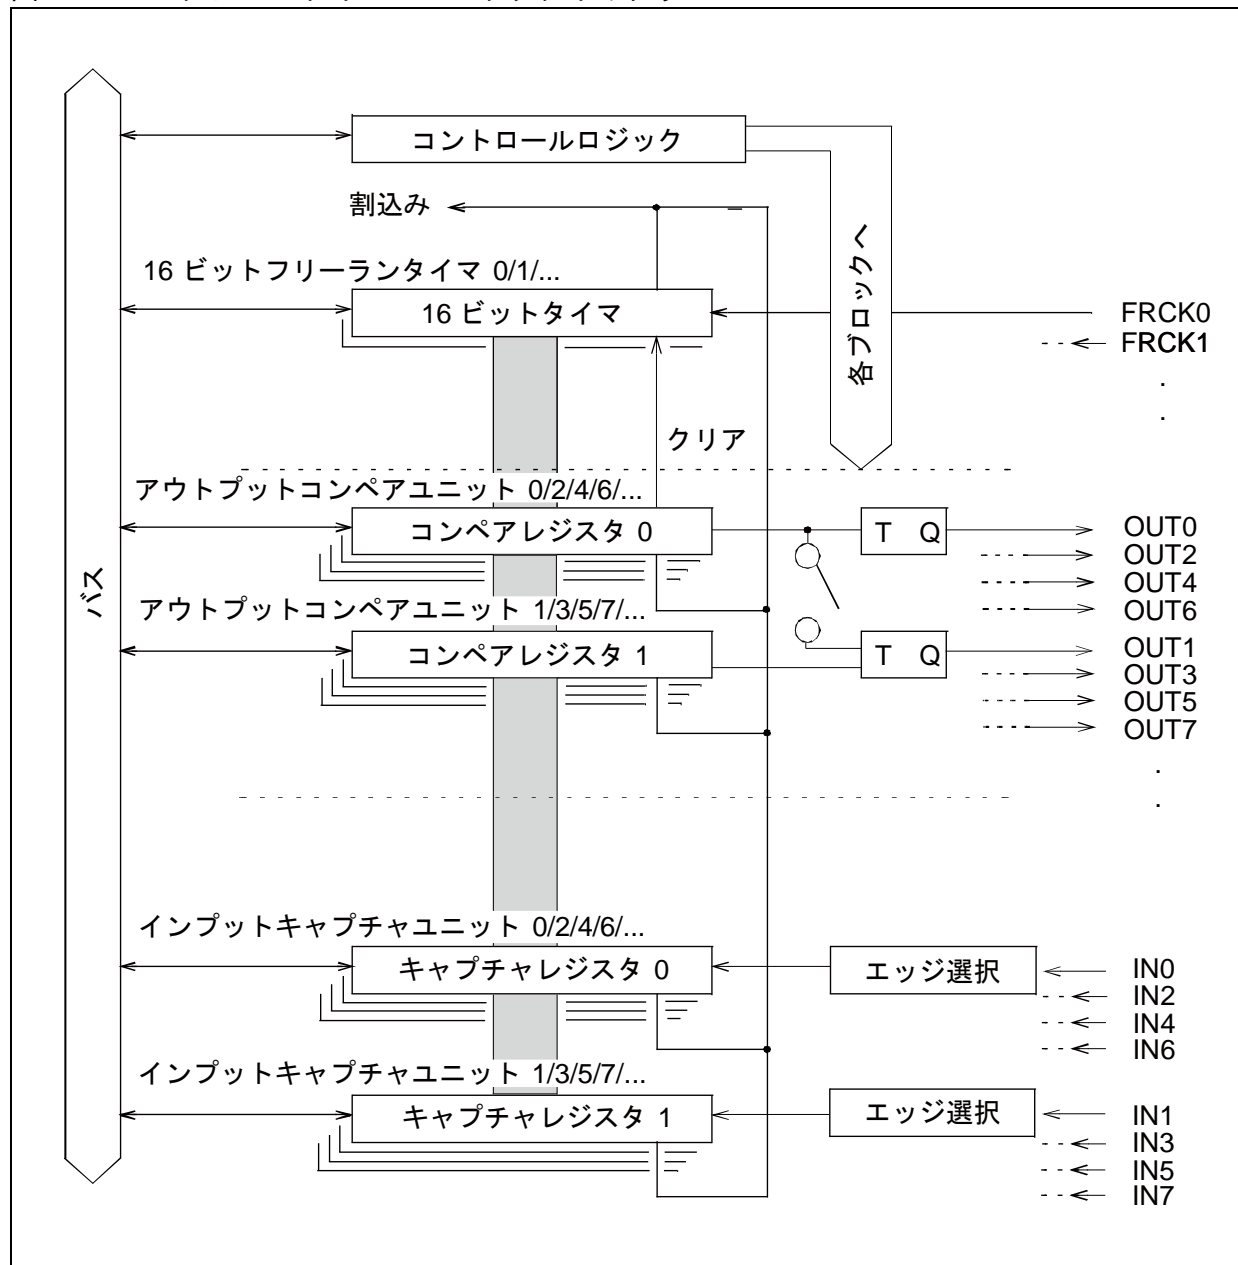 コントロールロジック
割込み
16 ビットフリーランタイマ 0/1/...
16 ビットタイマ
各ブロックへ
FRCK0
FRCK1
.
.
クリア
バス
アウトプットコンペアユニット 0/2/4/6/...
コンペアレジスタ 0
T Q
OUT0
OUT2
OUT4
OUT6
アウトプットコンペアユニット 1/3/5/7/...
コンペアレジスタ 1
T Q
OUT1
OUT3
OUT5
OUT7
.
.
インプットキャプチャユニット 0/2/4/6/...
キャプチャレジスタ 0
エッジ選択
IN0
IN2
IN4
IN6
インプットキャプチャユニット 1/3/5/7/...
キャプチャレジスタ 1
エッジ選択
IN1
IN3
IN5
IN7